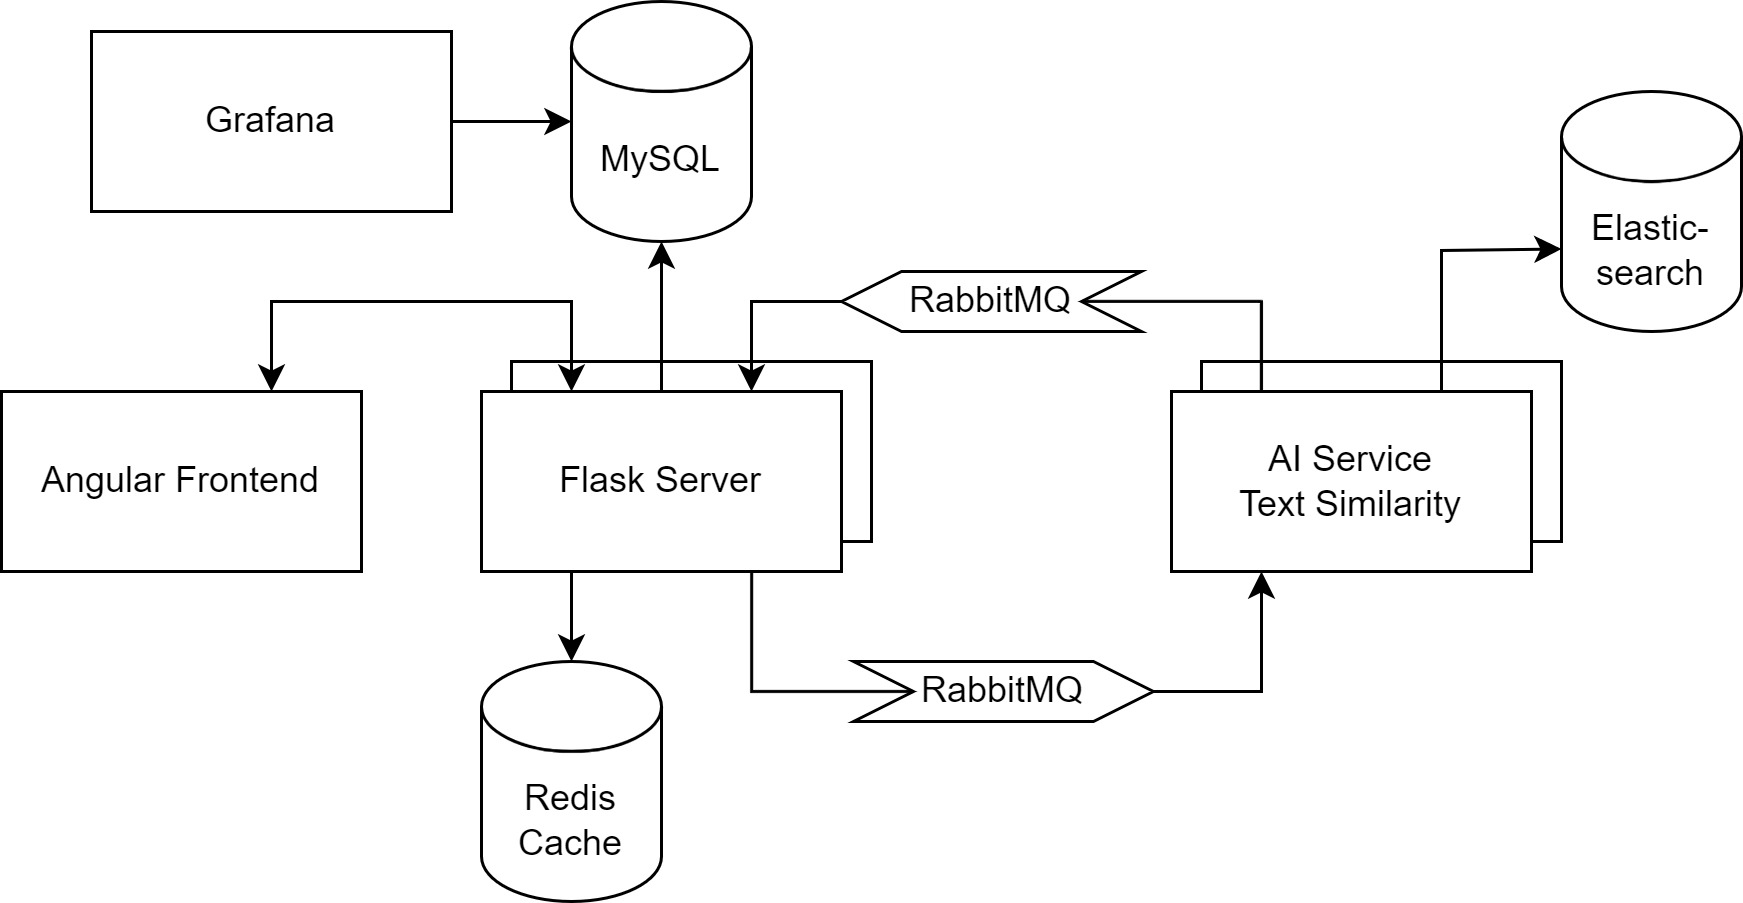 Grafana
MySQL
Elastic-
search
RabbitMQ
Angular Frontend
Flask Server
AI Service
Text Similarity
RabbitMQ
Redis
Cache